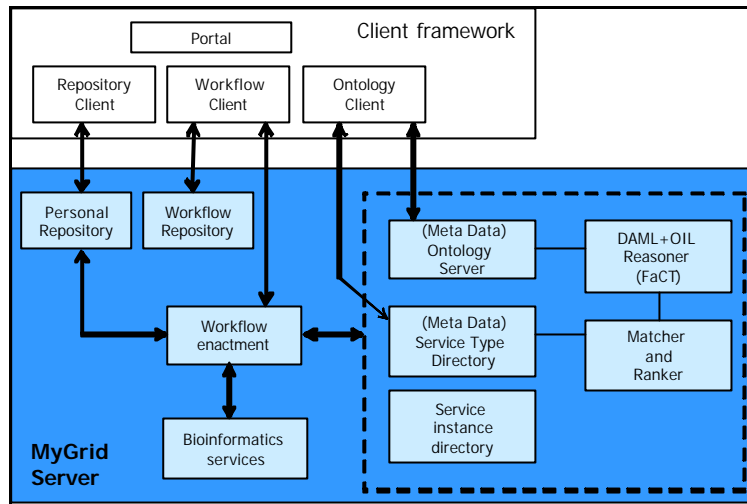 Client framework
Portal
Repository
Client
Workflow
Client
Ontology
Client
Personal
Repository
Workflow
Repository
(Meta Data)
Ontology
Server
DAML+OIL
Reasoner
(FaCT)
Workflow
enactment
(Meta Data)
Service Type
Directory
Matcher
and
Ranker
Bioinformatics
services
Service
instance
directory
MyGrid
Server